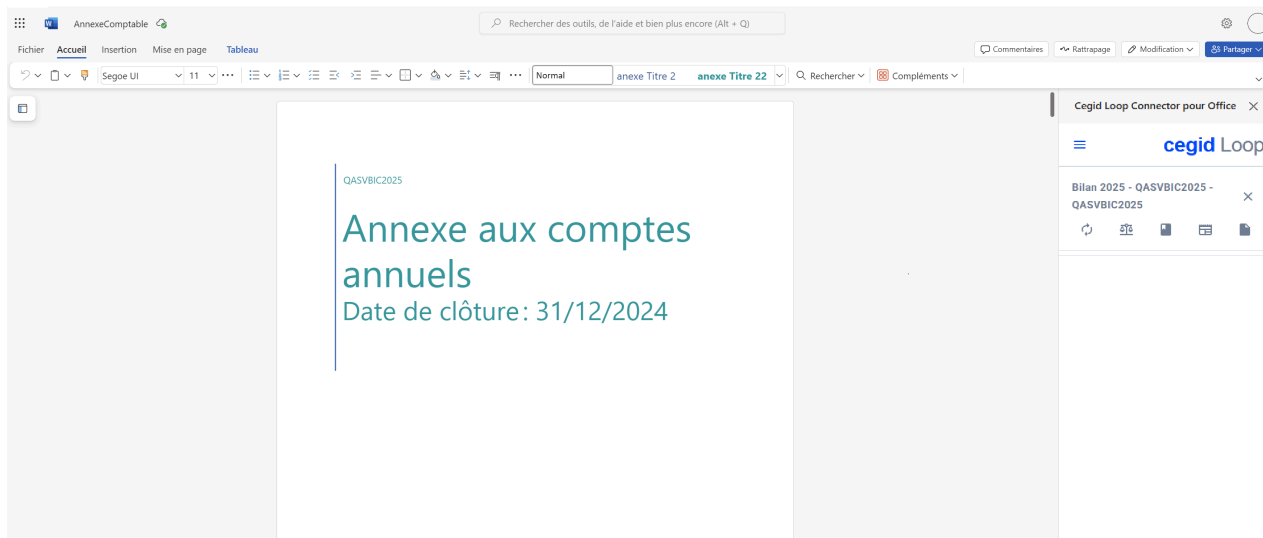 AnnexeComptable
Rechercher des outils, de l'aide et bien plus encore (Alt + Q)
Fichier Accueil Insertion Mise en page Tableau
Commentaires Rattrapage Modification Partager
Segoe UI 11 Normal anexe Titre 2 anexe Titre 22 Rechercher Compléments
Cegid Loop Connector pour Office
cegid Loop
Bilan 2025 - QASVBIC2025 -
QASVBIC2025
QASVBIC2025
Annexe aux comptes
annuels
Date de clôture : 31/12/2024